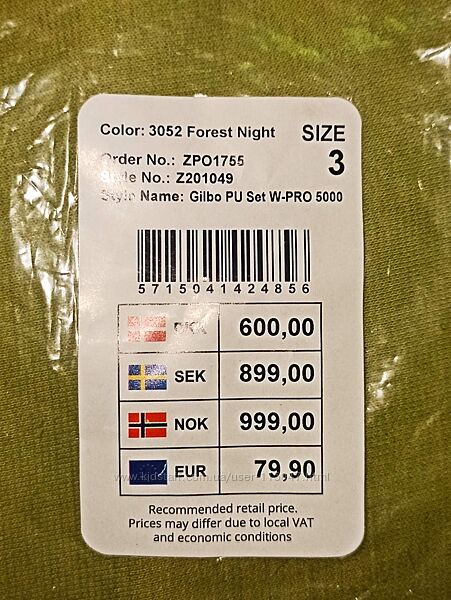 Color: 3052 Forest Night
SIZE
3
Order No.: ZPO1755
Style No.: Z201049
Style Name: Gilbo PU Set W-PRO 5000
5715041424856
DKK 600,00
SEK 899,00
NOK 999,00
EUR 79,90
Recommended retail price.
Prices may differ due to local VAT
and economic conditions